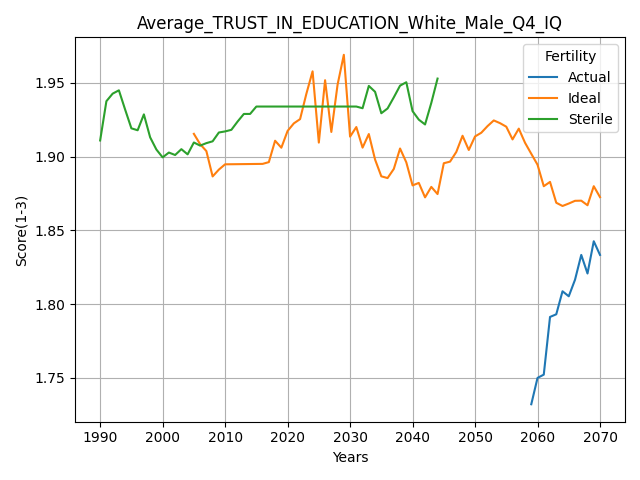 Average_TRUST_IN_EDUCATION_White_Male_Q4_IQ
Fertility
Actual
Ideal
Sterile
Score(1-3)
1.95
1.90
1.85
1.80
1.75
1990 2000 2010 2020 2030 2040 2050 2060 2070
Years